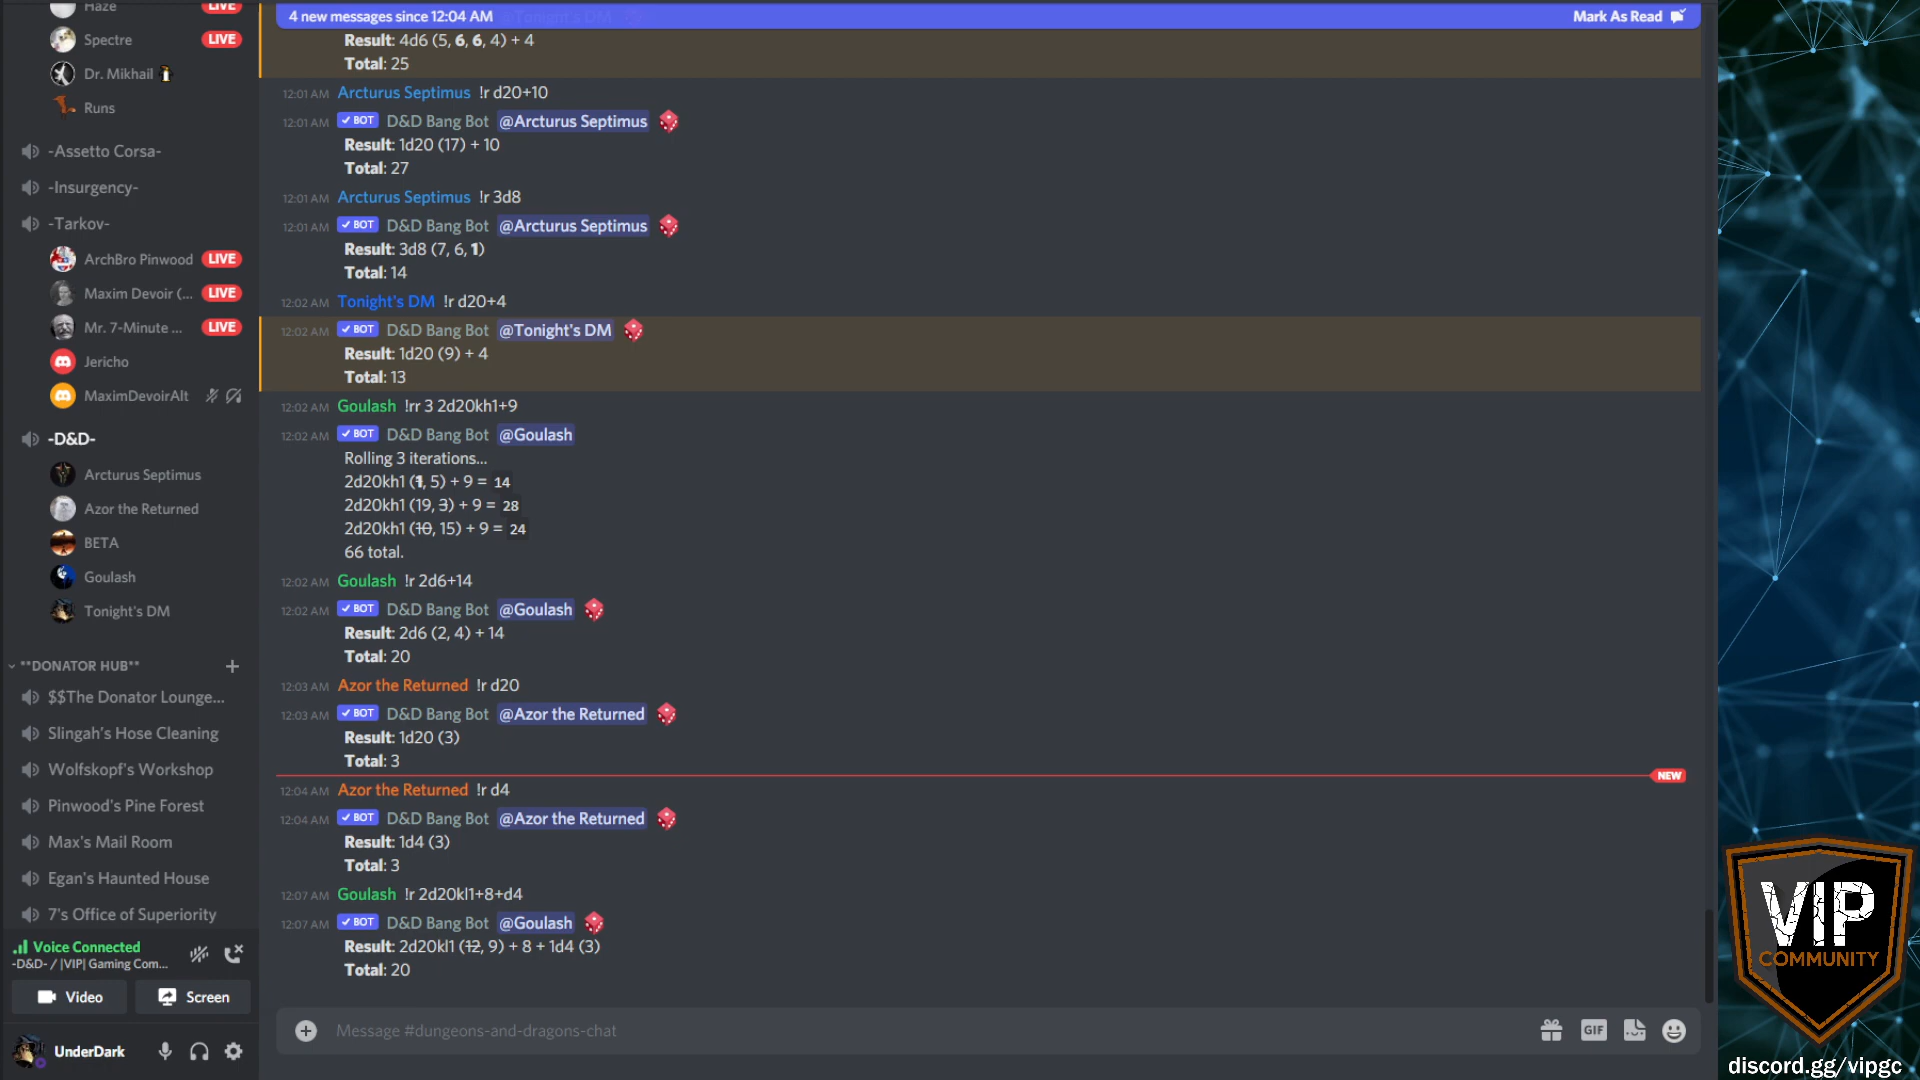 Haze LIVE
Spectre LIVE
Dr. Mikhail
Runs
-Assetto Corsa-
-Insurgency-
-Tarkov-
ArchBro Pinwood LIVE
Maxim Devoir (... LIVE
Mr. 7-Minute ... LIVE
Jericho
MaximDevoirAlt
-D&D-
Arcturus Septimus
Azor the Returned
BETA
Goulash
Tonight's DM
**DONATOR HUB**
$$The Donator Lounge...
Slingah's Hose Cleaning
Wolfskopf's Workshop
Pinwood's Pine Forest
Max's Mail Room
Egan's Haunted House
7's Office of Superiority
Voice Connected
-D&D- / |VIP| Gaming Com...
Video
Screen
UnderDark
4 new messages since 12:04 AM
Mark As Read
Result: 4d6 (5, 6, 6, 4) + 4
Total: 25
12:01 AM Arcturus Septimus !r d20+10
12:01 AM BOT D&D Bang Bot @Arcturus Septimus
Result: 1d20 (17) + 10
Total: 27
12:01 AM Arcturus Septimus !r 3d8
12:01 AM BOT D&D Bang Bot @Arcturus Septimus
Result: 3d8 (7, 6, 1)
Total: 14
12:02 AM Tonight's DM !r d20+4
12:02 AM BOT D&D Bang Bot @Tonight's DM
Result: 1d20 (9) + 4
Total: 13
12:02 AM Goulash !rr 3 2d20kh1+9
12:02 AM BOT D&D Bang Bot @Goulash
Rolling 3 iterations...
2d20kh1 (1, 5) + 9 = 14
2d20kh1 (19, 3) + 9 = 28
2d20kh1 (10, 15) + 9 = 24
66 total.
12:02 AM Goulash !r 2d6+14
12:02 AM BOT D&D Bang Bot @Goulash
Result: 2d6 (2, 4) + 14
Total: 20
12:03 AM Azor the Returned !r d20
12:03 AM BOT D&D Bang Bot @Azor the Returned
Result: 1d20 (3)
Total: 3
NEW
12:04 AM Azor the Returned !r d4
12:04 AM BOT D&D Bang Bot @Azor the Returned
Result: 1d4 (3)
Total: 3
12:07 AM Goulash !r 2d20kl1+8+d4
12:07 AM BOT D&D Bang Bot @Goulash
Result: 2d20kl1 (12, 9) + 8 + 1d4 (3)
Total: 20
Message #dungeons-and-dragons-chat
GIF
VIP
COMMUNITY
discord.gg/vipgc